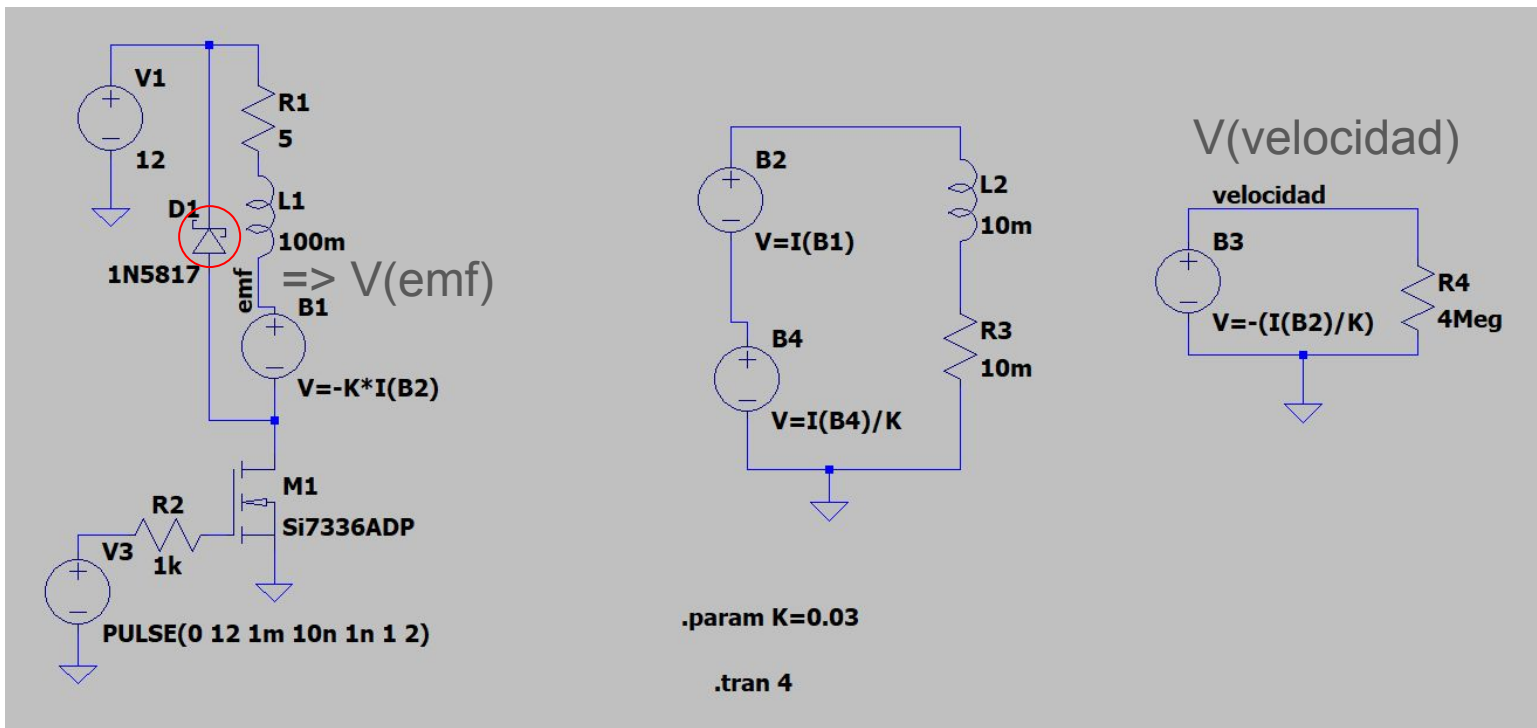 V1
12
R1
5
L1
100m
D1
1N5817
emf
=> V(emf)
B1
V=-K*I(B2)
M1
Si7336ADP
R2
1k
V3
PULSE(0 12 1m 10n 1n 1 2)
B2
V=I(B1)
L2
10m
B4
V=I(B4)/K
R3
10m
.param K=0.03
.tran 4
V(velocidad)
velocidad
B3
V=-(I(B2)/K)
R4
4Meg